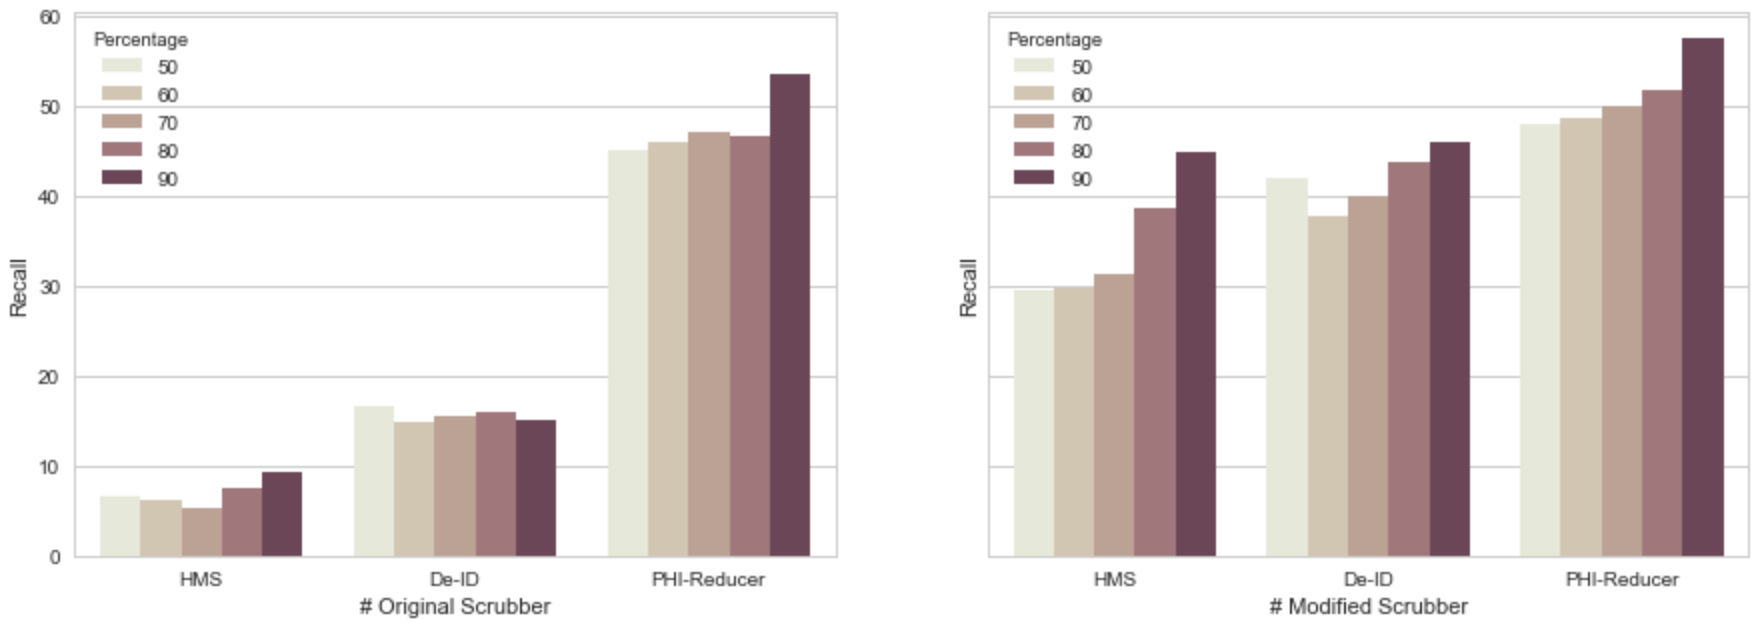 60
50
40
30
20
10
0
Recall
Percentage
50
60
70
80
90
HMS
De-ID
PHI-Reducer
# Original Scrubber
Recall
Percentage
50
60
70
80
90
HMS
De-ID
PHI-Reducer
# Modified Scrubber